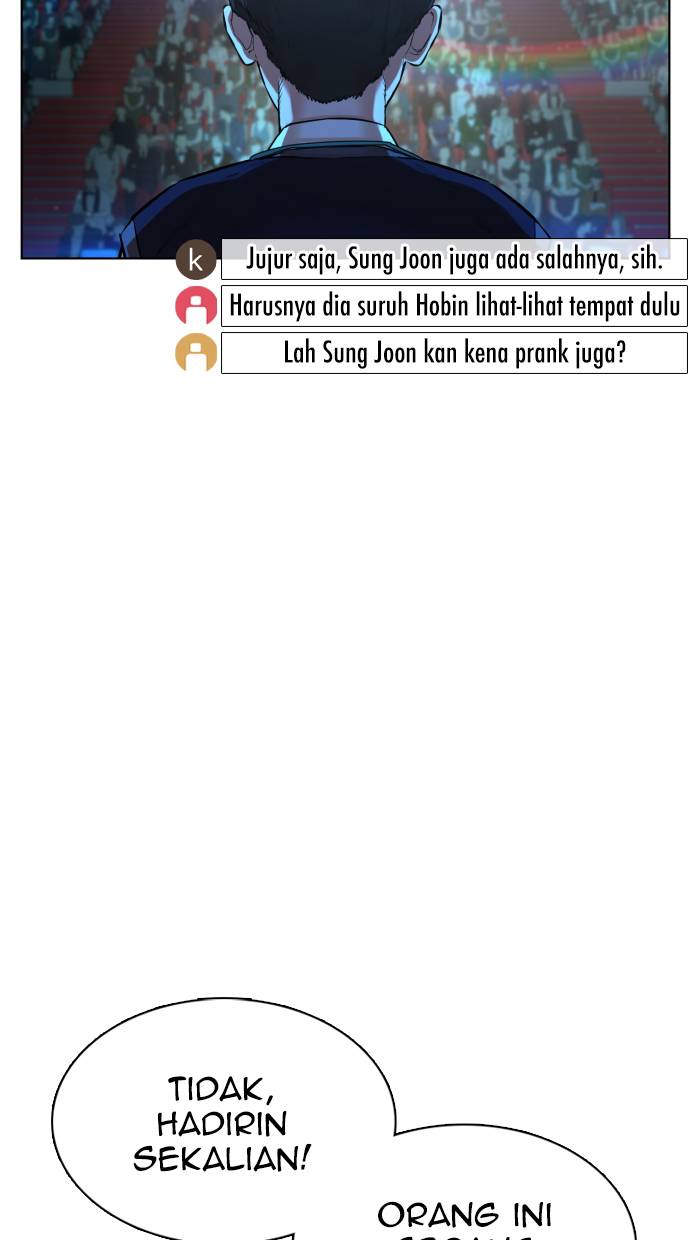 k
Jujur saja, Sung Joon juga ada salahnya, sih.
Harusnya dia suruh Hobin lihat-lihat tempat dulu
Lah Sung Joon kan kena prank juga?
TIDAK,
HADIRIN
SEKALIAN!
ORANG INI